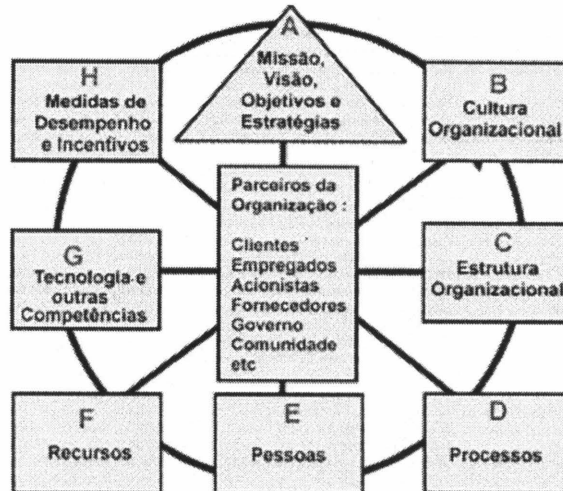 A
Missão,
Visão,
Objetivos e
Estratégias
B
Cultura
Organizacional
C
Estrutura
Organizacional
D
Processos
E
Pessoas
F
Recursos
G
Tecnologia e
outras
Competências
H
Medidas de
Desempenho
e Incentivos
Parceiros da
Organização :
Clientes
Empregados
Acionistas
Fornecedores
Governo
Comunidade
etc